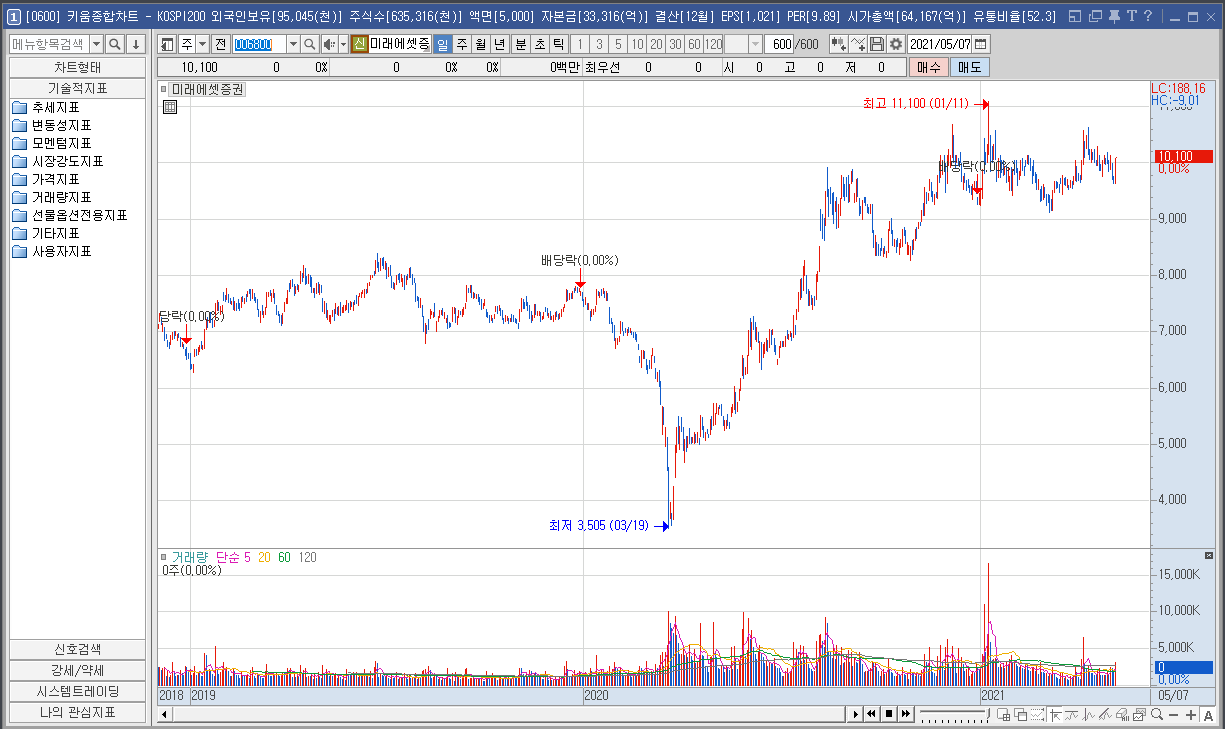 1 [0600] 키움종합차트 - KOSPI200 외국인보유[95,045(천)] 주식수[635,316(천)] 액면[5,000] 자본금[33,316(억)] 결산[12월] EPS[1,021] PER[9.89] 시가총액[64,167(억)] 유통비율[52.3] T ?
메뉴항목검색 주 전 006800 신 미래에셋증 일 주 월 년 분 초 틱 1 3 5 10 20 30 60 120 600 /600 2021/05/07
차트형태
10,100 0 0% 0 0% 0% 0백만 최우선 0 0 시 0 고 0 저 0 매수 매도
기술적지표
추세지표
변동성지표
모멘텀지표
시장강도지표
가격지표
거래량지표
선물옵션전용지표
기타지표
사용자지표
신호검색
강세/약세
시스템트레이딩
나의 관심지표
미래에셋증권
LC:188.16
HC:-9.01
최고 11,100 (01/11)
11,000
10,100
0.00%
배당락(0.00%)
9,000
배당락(0.00%)
8,000
당락(0.00%)
7,000
6,000
5,000
4,000
최저 3,505 (03/19)
거래량 단순 5 20 60 120
0주(0.00%)
15,000K
10,000K
5,000K
0
0.00%
2018 2019 2020 2021 05/07
A